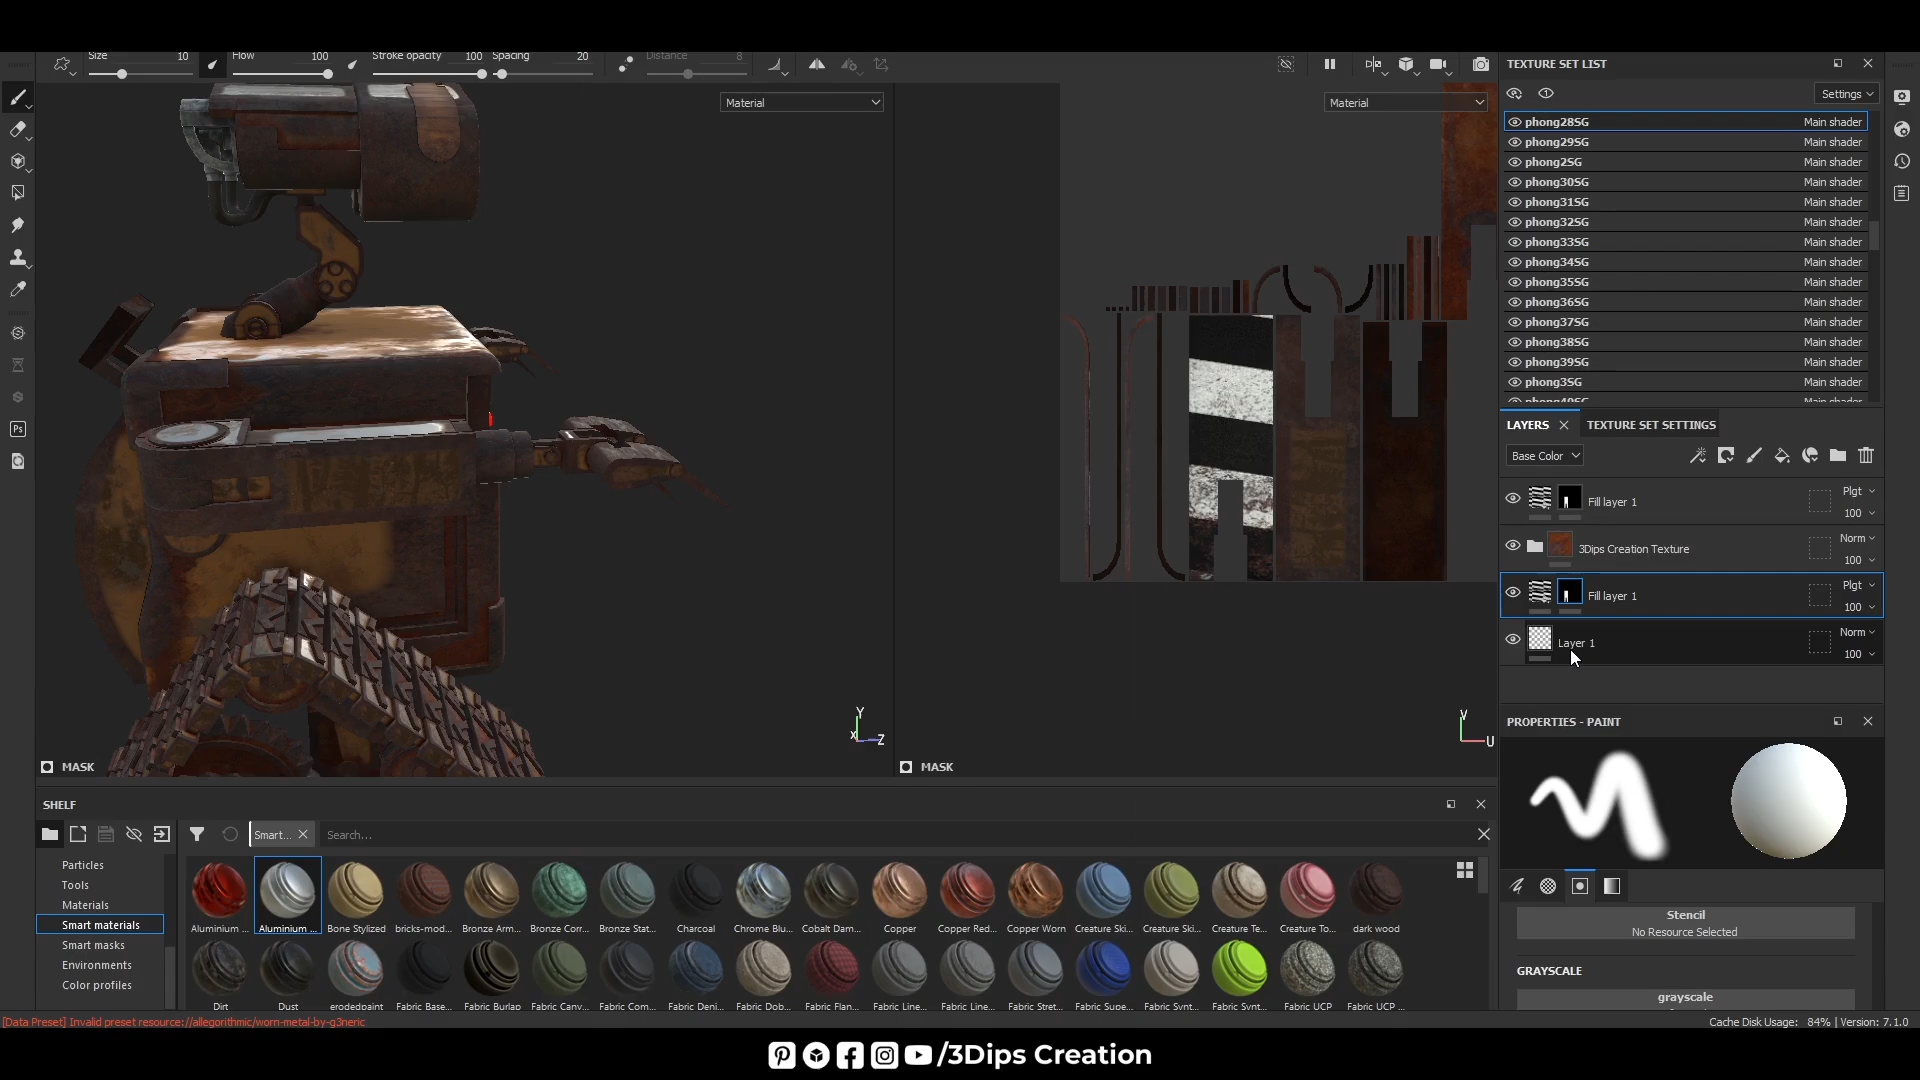 Size 10 Flow 100 Stroke opacity 100 Spacing 20 Distance 8
Material
Material
Y
X
Z
V
U
MASK
MASK
TEXTURE SET LIST
1
Settings
phong28SG Main shader
phong29SG Main shader
phong2SG Main shader
phong30SG Main shader
phong31SG Main shader
phong32SG Main shader
phong33SG Main shader
phong34SG Main shader
phong35SG Main shader
phong36SG Main shader
phong37SG Main shader
phong38SG Main shader
phong39SG Main shader
phong3SG Main shader
phong40SG Main shader
LAYERS TEXTURE SET SETTINGS
Base Color
Fill layer 1 Plgt 100
3Dips Creation Texture Norm 100
Fill layer 1 Plgt 100
Layer 1 Norm 100
PROPERTIES - PAINT
Stencil
No Resource Selected
GRAYSCALE
grayscale
Ps
SHELF
Smart... Search...
Particles
Tools
Materials
Smart materials
Smart masks
Environments
Color profiles
Aluminium ... Aluminium ... Bone Stylized bricks-mod... Bronze Arm... Bronze Corr... Bronze Stat... Charcoal Chrome Blu... Cobalt Dam... Copper Copper Red... Copper Worn Creature Ski... Creature Ski... Creature Te... Creature To... dark wood
Dirt Dust erodedpaint Fabric Base... Fabric Burlap Fabric Canv... Fabric Com... Fabric Deni... Fabric Dob... Fabric Flan... Fabric Line... Fabric Line... Fabric Stret... Fabric Supe... Fabric Synt... Fabric Synt... Fabric UCP Fabric UCP ...
[Data Preset] Invalid preset resource://allegorithmic/worn-metal-by-g3neric
Cache Disk Usage: 84% | Version: 7.1.0
/3Dips Creation